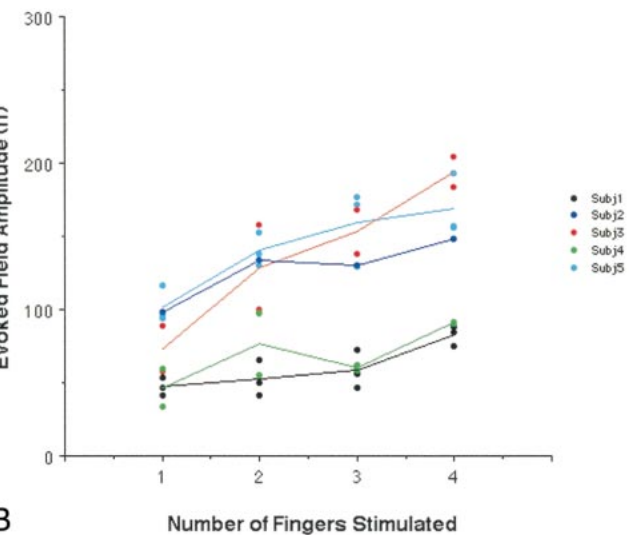 300
200
100
0
Evoked Field Amplitude
1 2 3 4
Number of Fingers Stimulated
B
Subj1
Subj2
Subj3
Subj4
Subj5